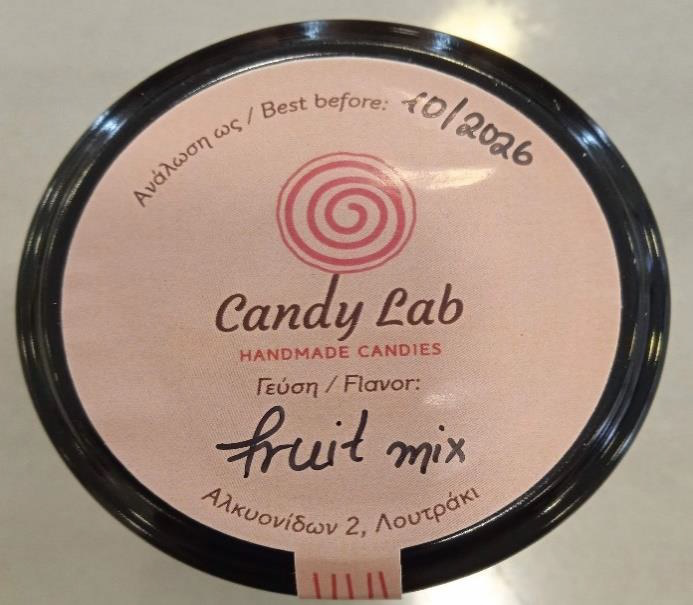 Ανάλωση ως / Best before: 10/2026
Candy Lab
HANDMADE CANDIES
Γεύση / Flavor:
fruit mix
Αλκυονίδων 2, Λουτράκι